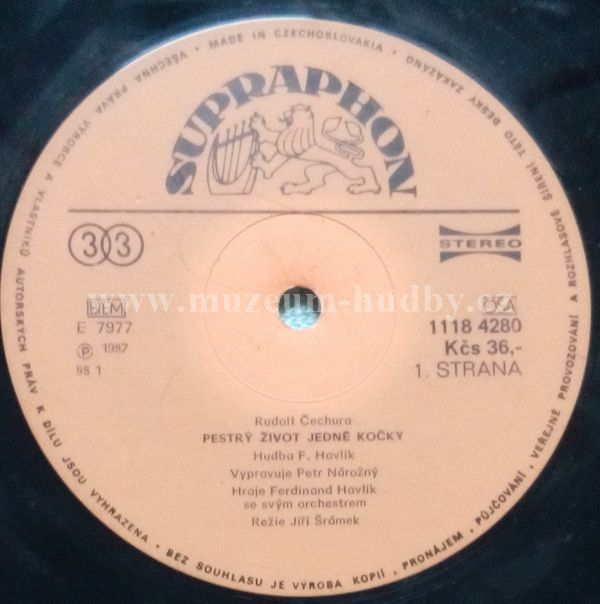 VŠECHNA PRÁVA VÝROBCE A VLASTNÍKŮ AUTORSKÝCH PRÁV K DÍLU JSOU VYHRAZENA • BEZ SOUHLASU JE VÝROBA KOPIÍ, PRONÁJEM, PŮJČOVÁNÍ, VEŘEJNÉ PROVOZOVÁNÍ A ROZHLASOVÉ ŠÍŘENÍ TÉTO DESKY ZAKÁZÁNO • MADE IN CZECHOSLOVAKIA •
SUPRAPHON
33 STEREO
www.muzeum-hudby.cz
OSA
E 7977 1118 4280
Ⓟ 1987 Kčs 36,-
88 1 1. STRANA
Rudolf Čechura
PESTRÝ ŽIVOT JEDNÉ KOČKY
Hudba F. Havlík
Vypravuje Petr Nárožný
Hraje Ferdinand Havlík
se svým orchestrem
Režie Jiří Šrámek